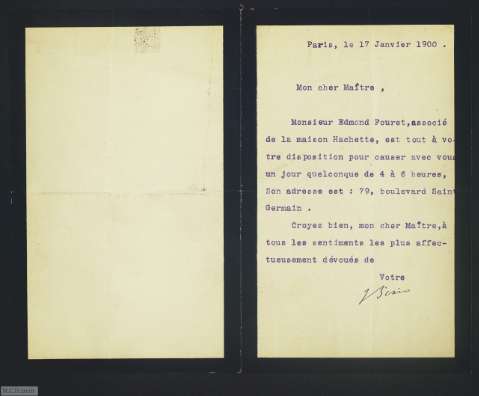 Paris, le 17 Janvier 1900 .
Mon cher Maître ,
Monsieur Edmond Fouret,associé
de la maison Hachette, est tout à vo-
tre disposition pour causer avec vous
un jour quelconque de 4 à 6 heures,
Son adresse est : 79, boulevard Saint
Germain .
Croyez bien, mon cher Maître,à
tous les sentiments les plus affec-
tueusement dévoués de
Votre